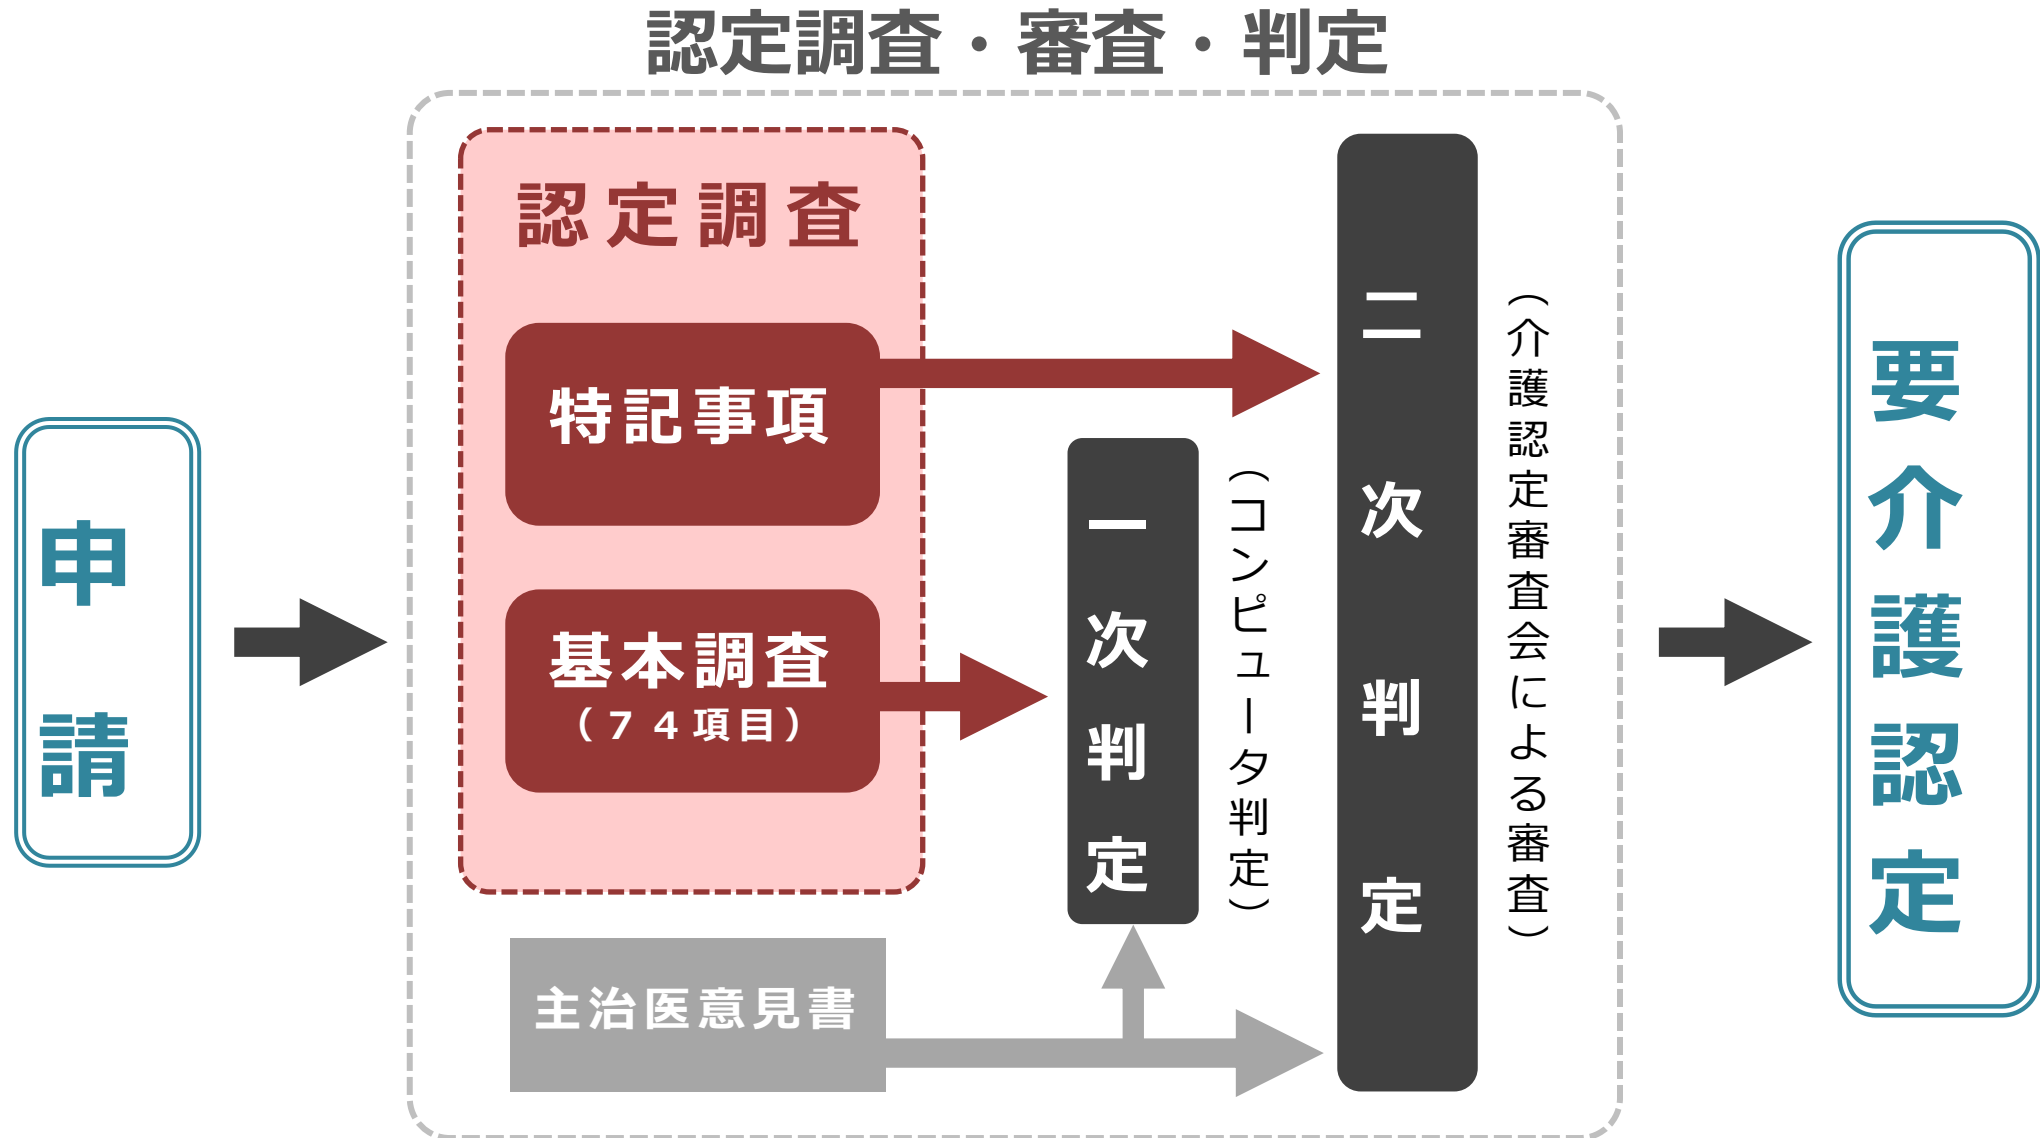 認定調査・審査・判定
申請
認定調査
特記事項
基本調査
（７４項目）
主治医意見書
一次判定
（コンピュータ判定）
二次判定
（介護認定審査会による審査）
要介護認定